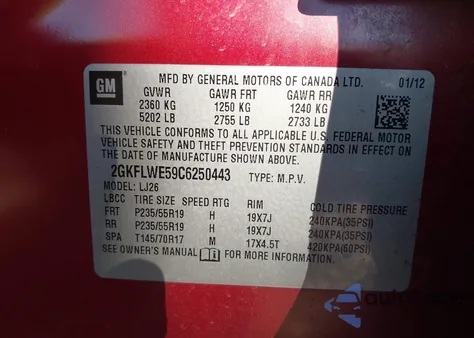 GM
MFD BY GENERAL MOTORS OF CANADA LTD. 01/12
GVWR GAWR FRT GAWR RR
2360 KG 1250 KG 1240 KG
5202 LB 2755 LB 2733 LB
THIS VEHICLE CONFORMS TO ALL APPLICABLE U.S. FEDERAL MOTOR
VEHICLE SAFETY AND THEFT PREVENTION STANDARDS IN EFFECT ON
THE DATE OF MANUFACTURE SHOWN ABOVE.
2GKFLWE59C6250443 TYPE: M.P.V.
MODEL: LJ26
LBCC TIRE SIZE SPEED RTG RIM COLD TIRE PRESSURE
FRT P235/55R19 H 19X7J 240KPA(35PSI)
RR P235/55R19 H 19X7J 240KPA(35PSI)
SPA T145/70R17 M 17X4.5T 420KPA(60PSI)
SEE OWNER'S MANUAL FOR MORE INFORMATION